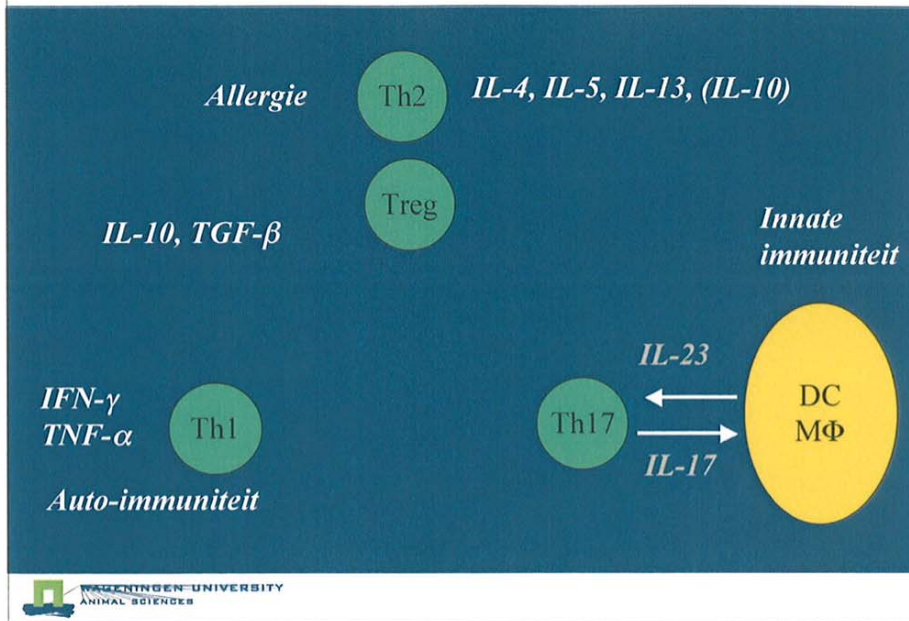 Allergie
Th2
IL-4, IL-5, IL-13, (IL-10)
Treg
IL-10, TGF-β
Innate
immuniteit
IL-23
IFN-γ
TNF-α
Th1
Th17
DC
MΦ
IL-17
Auto-immuniteit
WAGENINGEN UNIVERSITY
ANIMAL SCIENCES